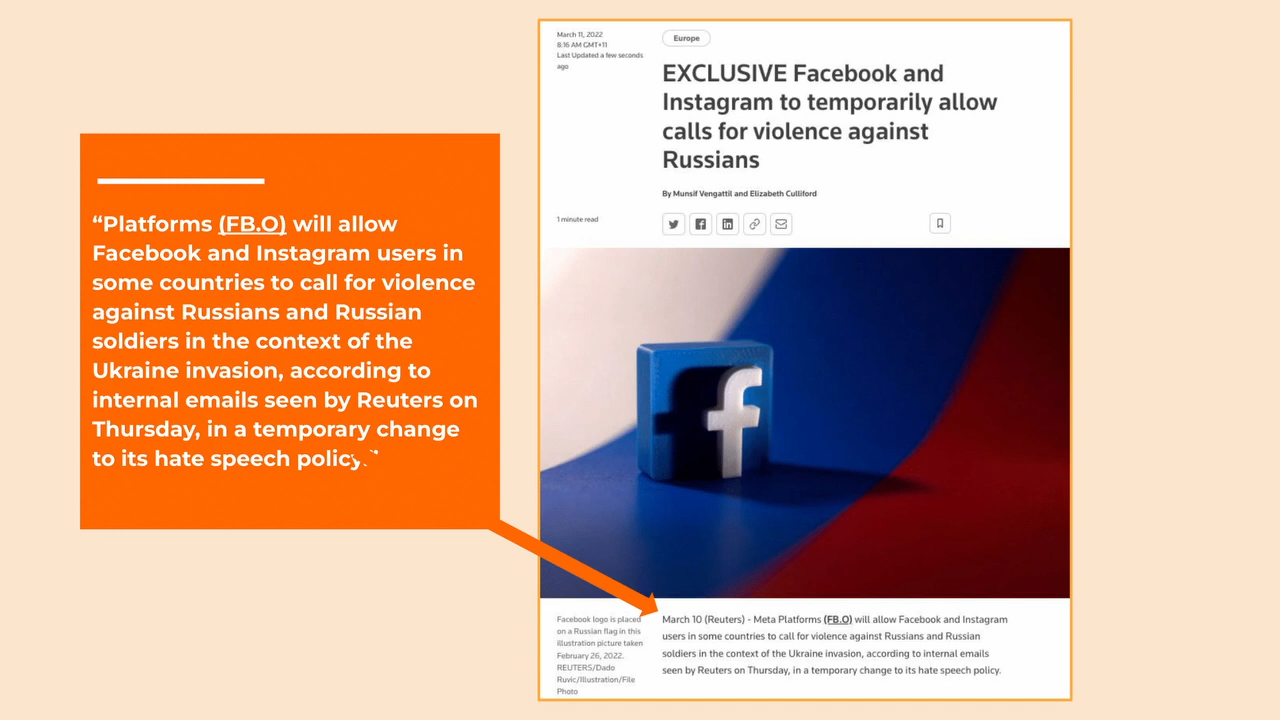 “Platforms (FB.O) will allow
Facebook and Instagram users in
some countries to call for violence
against Russians and Russian
soldiers in the context of the
Ukraine invasion, according to
internal emails seen by Reuters on
Thursday, in a temporary change
to its hate speech policy.”
March 11, 2022
8:16 AM GMT+11
Last Updated a few seconds
ago
Europe
EXCLUSIVE Facebook and
Instagram to temporarily allow
calls for violence against
Russians
By Munsif Vengattil and Elizabeth Culliford
1 minute read
f
Facebook logo is placed
on a Russian flag in this
illustration picture taken
February 26, 2022.
REUTERS/Dado
Ruvic/Illustration/File
Photo
March 10 (Reuters) - Meta Platforms (FB.O) will allow Facebook and Instagram
users in some countries to call for violence against Russians and Russian
soldiers in the context of the Ukraine invasion, according to internal emails
seen by Reuters on Thursday, in a temporary change to its hate speech policy.